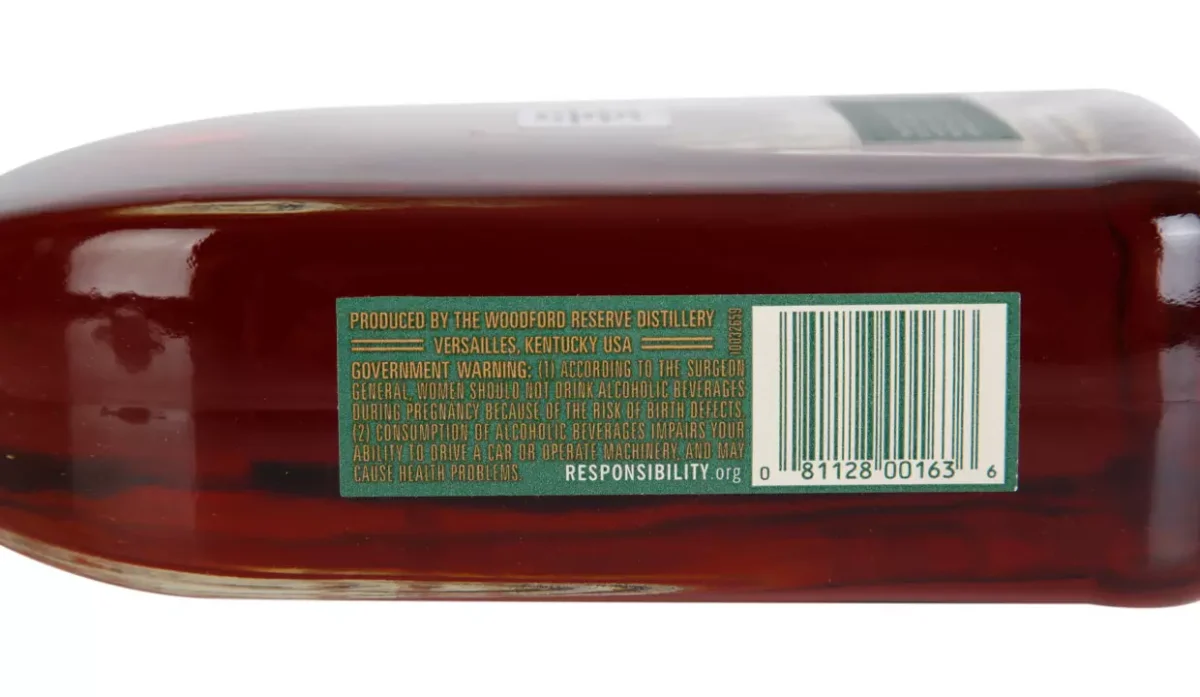 PRODUCED BY THE WOODFORD RESERVE DISTILLERY
VERSAILLES, KENTUCKY USA
10032659
GOVERNMENT WARNING: (1) ACCORDING TO THE SURGEON
GENERAL, WOMEN SHOULD NOT DRINK ALCOHOLIC BEVERAGES
DURING PREGNANCY BECAUSE OF THE RISK OF BIRTH DEFECTS.
(2) CONSUMPTION OF ALCOHOLIC BEVERAGES IMPAIRS YOUR
ABILITY TO DRIVE A CAR OR OPERATE MACHINERY, AND MAY
CAUSE HEALTH PROBLEMS.
RESPONSIBILITY.org
0 81128 00163 6